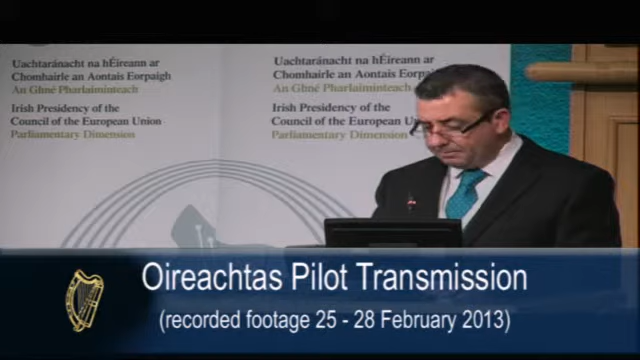 Uachtaránacht na hÉireann ar
Chomhairle an Aontais Eorpaigh
An Ghné Pharlaiminteach
Irish Presidency of the
Council of the European Union
Parliamentary Dimension
Uachtaránacht na hÉireann ar
Chomhairle an Aontais Eorpa
An Ghné Pharlaiminteach
Irish Presidency of the
Council of the European
Parliamentary Dimension
Oireachtas Pilot Transmission
(recorded footage 25 - 28 February 2013)